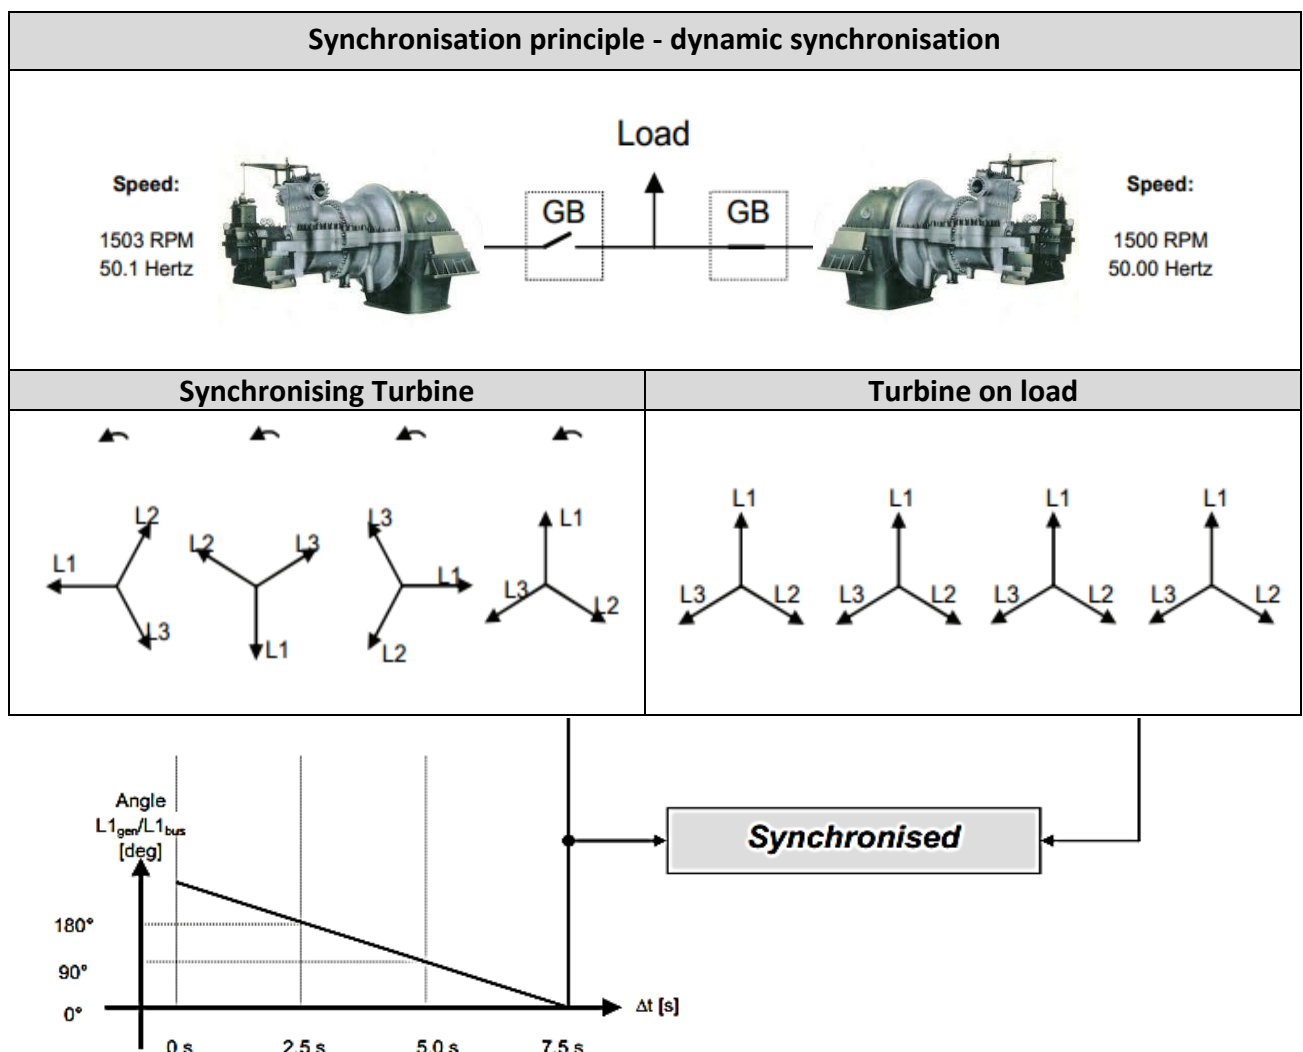 Synchronisation principle - dynamic synchronisation
Load
Speed:
1503 RPM
50.1 Hertz
GB
GB
Speed:
1500 RPM
50.00 Hertz
Synchronising Turbine
Turbine on load
L1
L2
L3
L2
L3
L1
L3
L1
L2
L1
L3
L2
L1
L3
L2
L1
L3
L2
L1
L3
L2
L1
L3
L2
Angle
L1gen/L1bus
[deg]
Synchronised
180°
90°
0°
Δt [s]
0 s
2.5 s
5.0 s
7.5 s